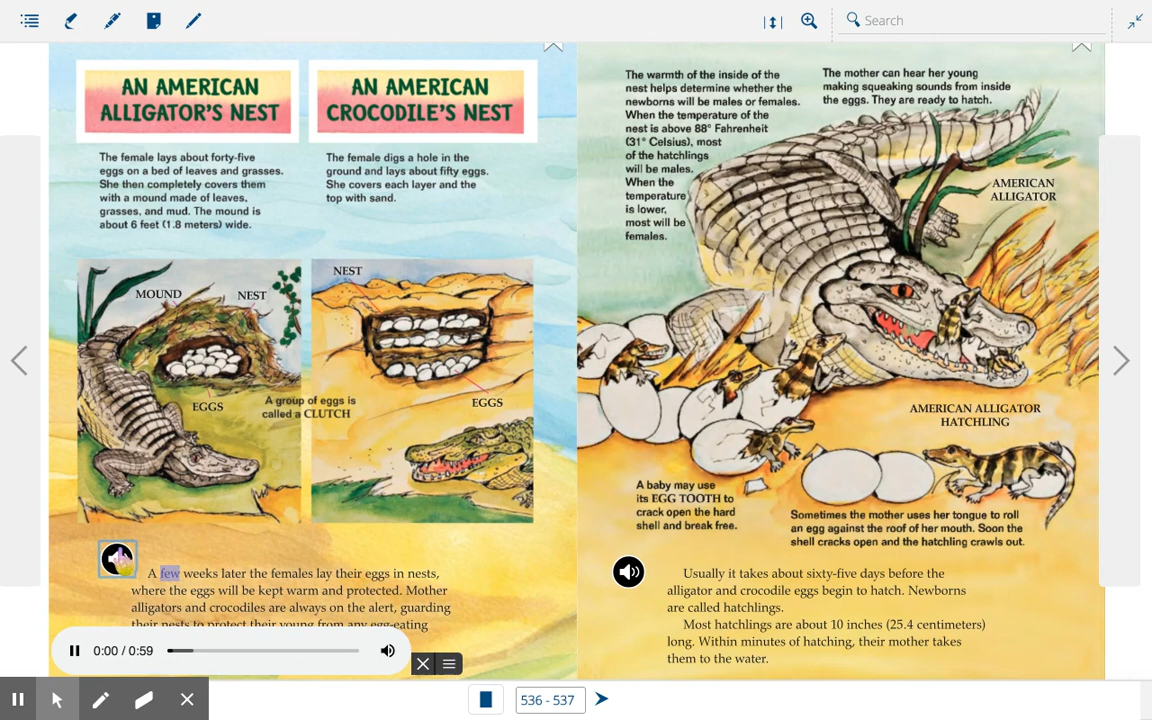 Search
AN AMERICAN
ALLIGATOR'S NEST
The female lays about forty-five
eggs on a bed of leaves and grasses.
She then completely covers them
with a mound made of leaves,
grasses, and mud. The mound is
about 6 feet (1.8 meters) wide.
AN AMERICAN
CROCODILE'S NEST
The female digs a hole in the
ground and lays about fifty eggs.
She covers each layer and the
top with sand.
MOUND
NEST
EGGS
NEST
EGGS
A group of eggs is
called a CLUTCH
A few weeks later the females lay their eggs in nests,
where the eggs will be kept warm and protected. Mother
alligators and crocodiles are always on the alert, guarding
their nests to protect their young from any egg-eating
The warmth of the inside of the
nest helps determine whether the
newborns will be males or females.
When the temperature of the
nest is above 88° Fahrenheit
(31° Celsius), most
of the hatchlings
will be males.
When the
temperature
is lower,
most will be
females.
The mother can hear her young
making squeaking sounds from inside
the eggs. They are ready to hatch.
AMERICAN
ALLIGATOR
AMERICAN ALLIGATOR
HATCHLING
A baby may use
its EGG TOOTH to
crack open the hard
shell and break free.
Sometimes the mother uses her tongue to roll
an egg against the roof of her mouth. Soon the
shell cracks open and the hatchling crawls out.
Usually it takes about sixty-five days before the
alligator and crocodile eggs begin to hatch. Newborns
are called hatchlings.
Most hatchlings are about 10 inches (25.4 centimeters)
long. Within minutes of hatching, their mother takes
them to the water.
0:00 / 0:59
536 - 537